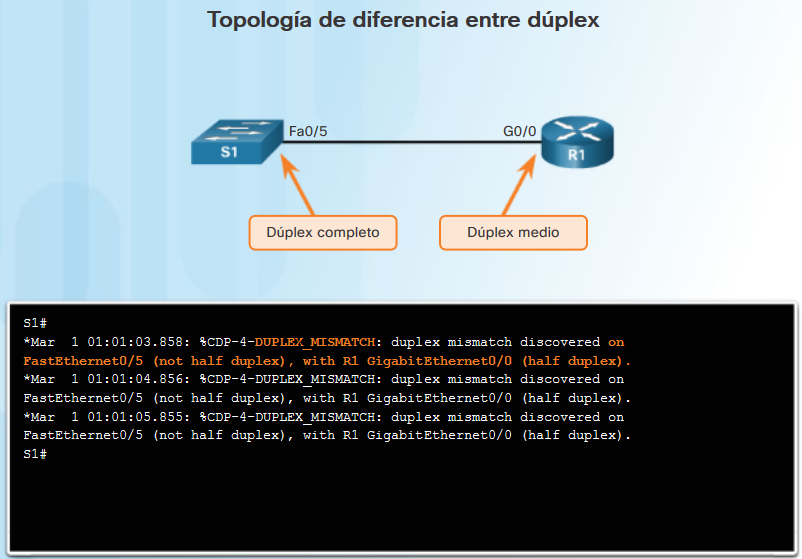 Topología de diferencia entre dúplex
Fa0/5
G0/0
S1
R1
Dúplex completo
Dúplex medio
S1#
*Mar  1 01:01:03.858: %CDP-4-DUPLEX_MISMATCH: duplex mismatch discovered on
FastEthernet0/5 (not half duplex), with R1 GigabitEthernet0/0 (half duplex).
*Mar  1 01:01:04.856: %CDP-4-DUPLEX_MISMATCH: duplex mismatch discovered on
FastEthernet0/5 (not half duplex), with R1 GigabitEthernet0/0 (half duplex).
*Mar  1 01:01:05.855: %CDP-4-DUPLEX_MISMATCH: duplex mismatch discovered on
FastEthernet0/5 (not half duplex), with R1 GigabitEthernet0/0 (half duplex).
S1#